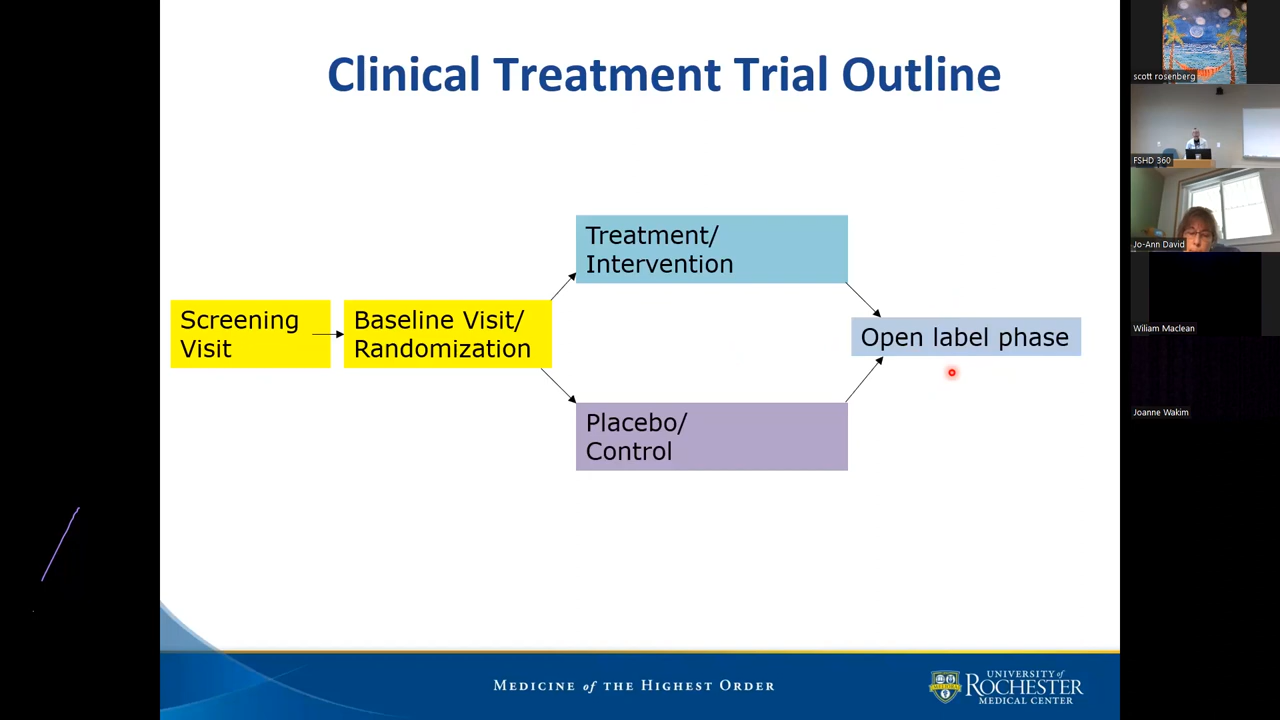 Clinical Treatment Trial Outline
Treatment/
Intervention
Screening
Visit
Baseline Visit/
Randomization
Open label phase
Placebo/
Control
MEDICINE of THE HIGHEST ORDER
UNIVERSITY of
ROCHESTER
MEDICAL CENTER
scott rosenberg
FSHD 360
Jo-Ann David
Wiliam Maclean
Joanne Wakim